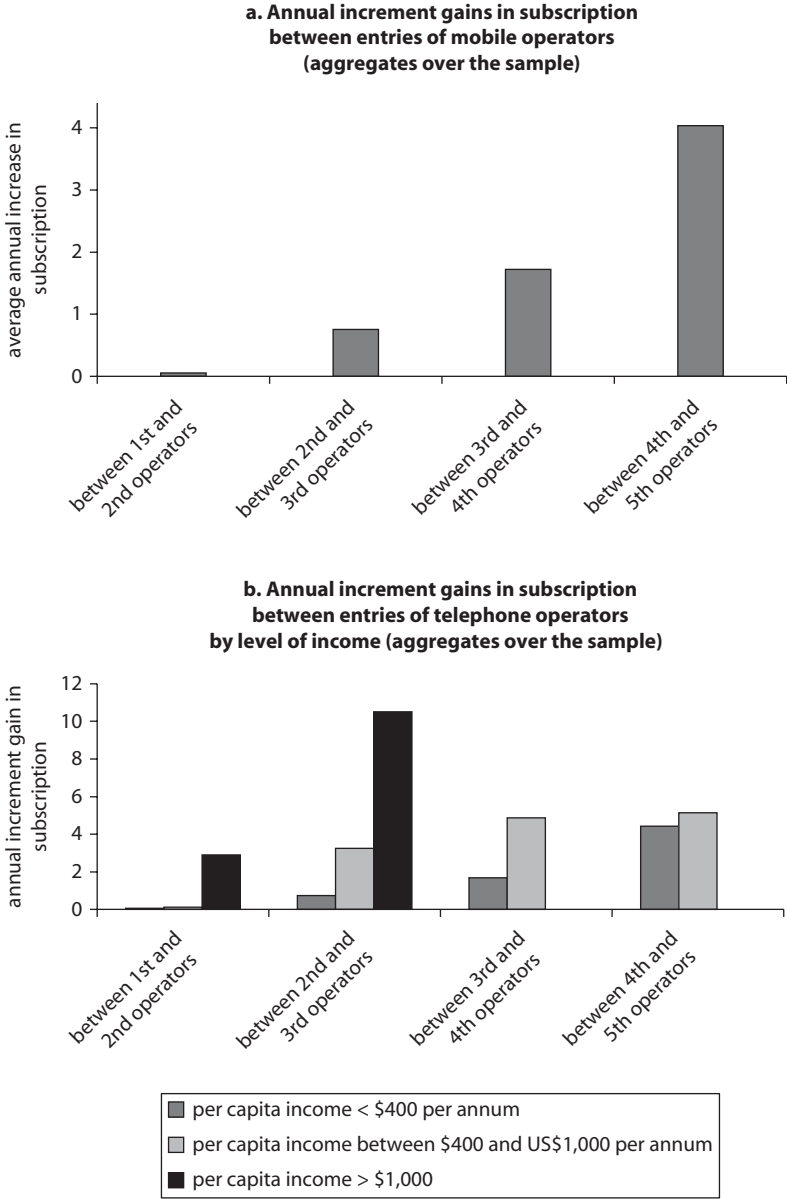 a. Annual increment gains in subscription
between entries of mobile operators
(aggregates over the sample)
average annual increase in
subscription
4
3
2
1
0
between 1st and
2nd operators
between 2nd and
3rd operators
between 3rd and
4th operators
between 4th and
5th operators
b. Annual increment gains in subscription
between entries of telephone operators
by level of income (aggregates over the sample)
annual increment gain in
subscription
12
10
8
6
4
2
0
between 1st and
2nd operators
between 2nd and
3rd operators
between 3rd and
4th operators
between 4th and
5th operators
per capita income < $400 per annum
per capita income between $400 and US$1,000 per annum
per capita income > $1,000